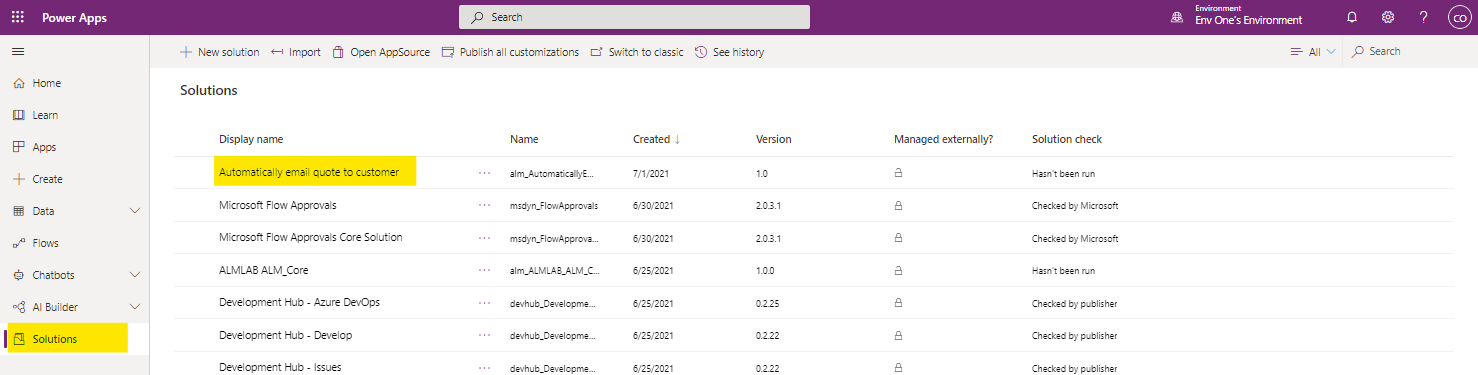 Power Apps
Search
Environment
Env One's Environment
?
CO
New solution
Import
Open AppSource
Publish all customizations
Switch to classic
See history
All
Search
Home
Learn
Apps
Create
Data
Flows
Chatbots
AI Builder
Solutions
Solutions
Display name Name Created ↓ Version Managed externally? Solution check
Automatically email quote to customer ... alm_AutomaticallyE... 7/1/2021 1.0 Hasn't been run
Microsoft Flow Approvals ... msdyn_FlowApprovals 6/30/2021 2.0.3.1 Checked by Microsoft
Microsoft Flow Approvals Core Solution ... msdyn_FlowApprova... 6/30/2021 2.0.3.1 Checked by Microsoft
ALMLAB ALM_Core ... alm_ALMLAB_ALM_C... 6/25/2021 1.0.0 Hasn't been run
Development Hub - Azure DevOps ... devhub_Developme... 6/25/2021 0.2.25 Checked by publisher
Development Hub - Develop ... devhub_Developme... 6/25/2021 0.2.22 Checked by publisher
Development Hub - Issues ... devhub_Developme... 6/25/2021 0.2.22 Checked by publisher